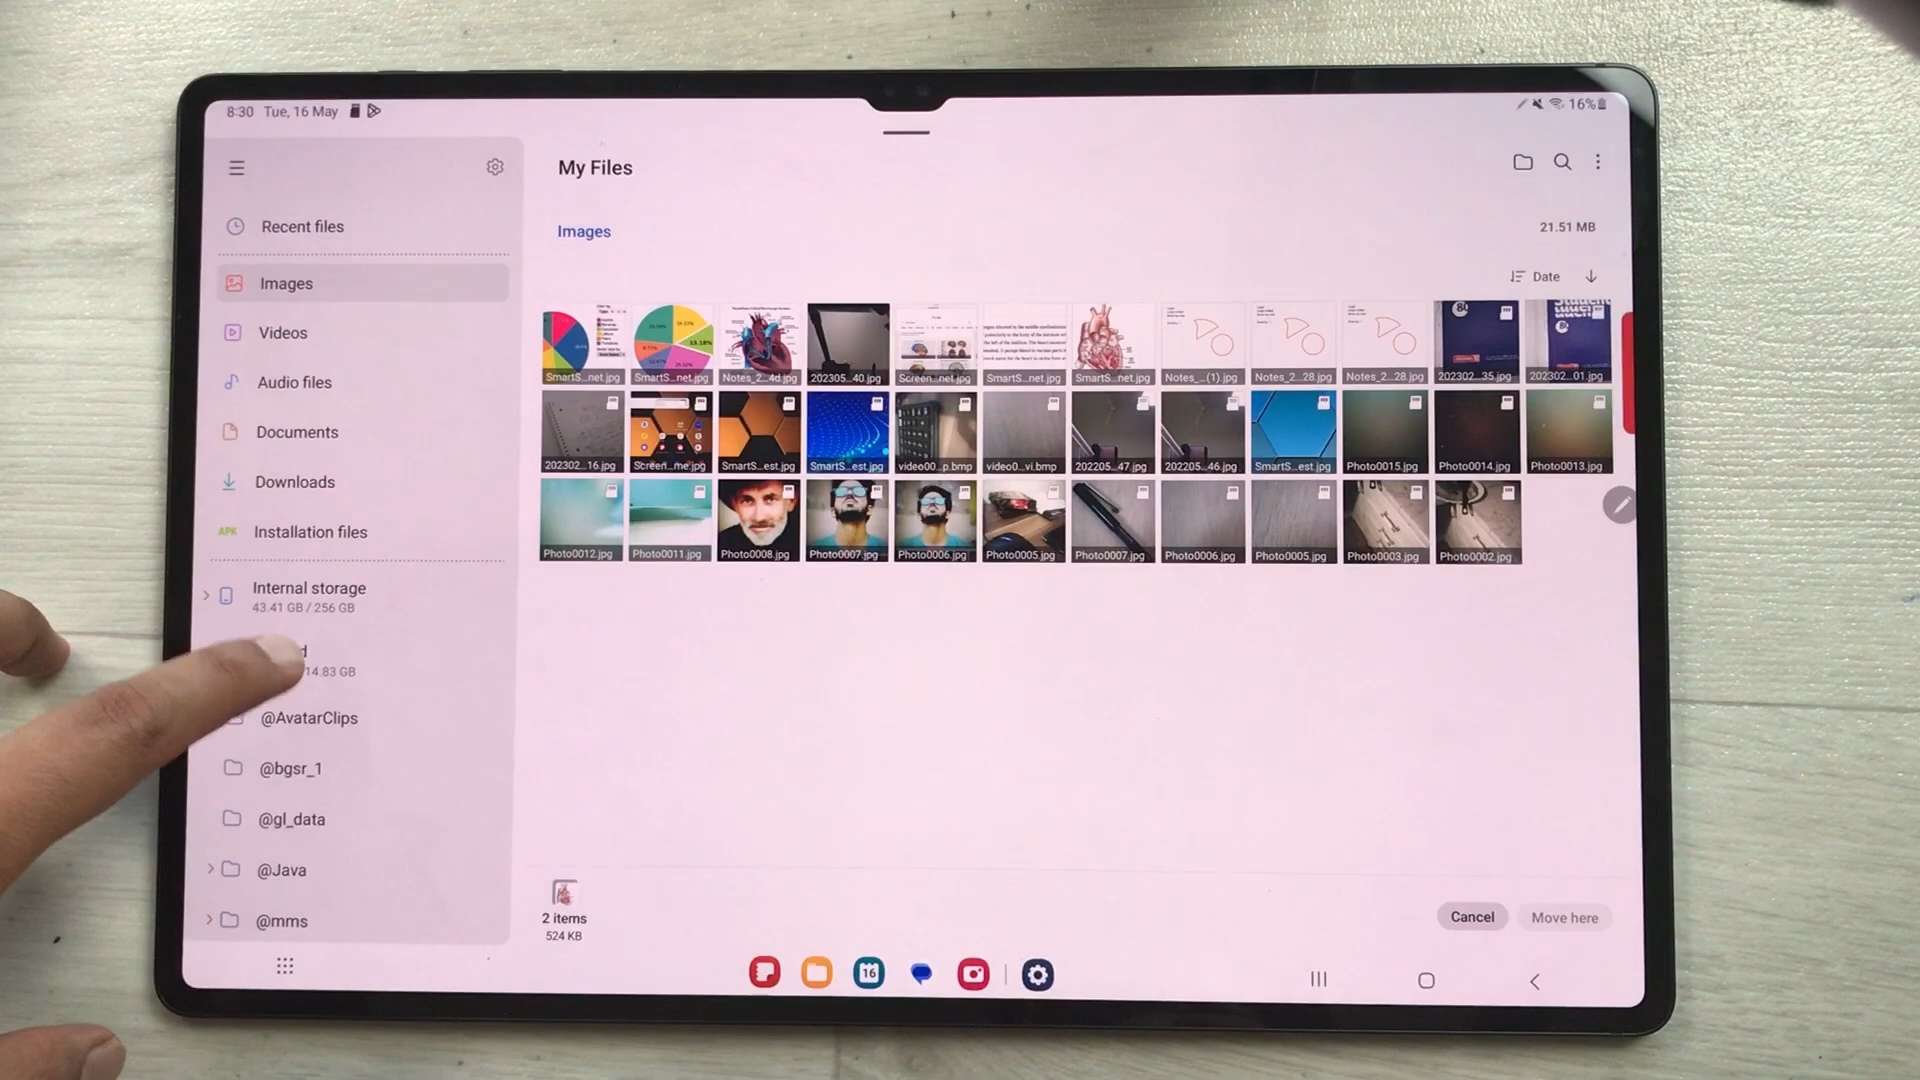 8:30 Tue, 16 May
16%
My Files
Recent files
Images
21.51 MB
Date
Images
Videos
Audio files
Documents
Downloads
APK Installation files
Internal storage
43.41 GB / 256 GB
14.83 GB
@AvatarClips
@bgsr_1
@gl_data
@Java
@mms
SmartS...net.jpg SmartS...net.jpg Notes_2...4d.jpg 202305...40.jpg Screen...net.jpg SmartS...net.jpg SmartS...net.jpg Notes_...(1).jpg Notes_2...28.jpg Notes_2...28.jpg 202302...35.jpg 202302...01.jpg
202302...16.jpg Screen...me.jpg SmartS...est.jpg SmartS...est.jpg video00...p.bmp video0...vi.bmp 202205...47.jpg 202205...46.jpg SmartS...est.jpg Photo0015.jpg Photo0014.jpg Photo0013.jpg
Photo0012.jpg Photo0011.jpg Photo0008.jpg Photo0007.jpg Photo0006.jpg Photo0005.jpg Photo0007.jpg Photo0006.jpg Photo0005.jpg Photo0003.jpg Photo0002.jpg
2 items
524 KB
Cancel
Move here
16